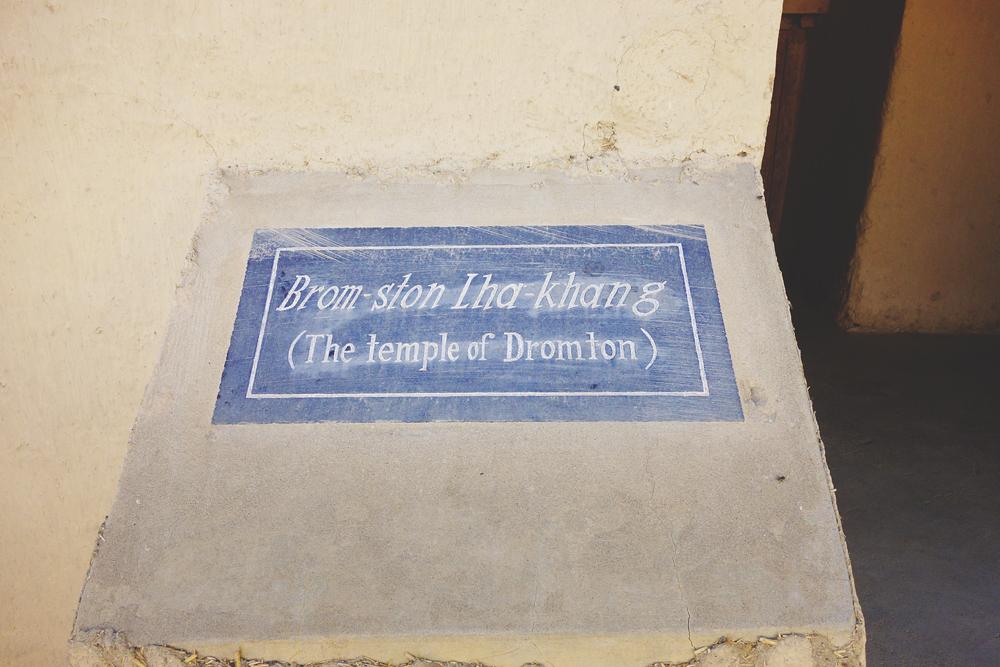 Brom-ston Lha-khang
(The temple of Dromton)